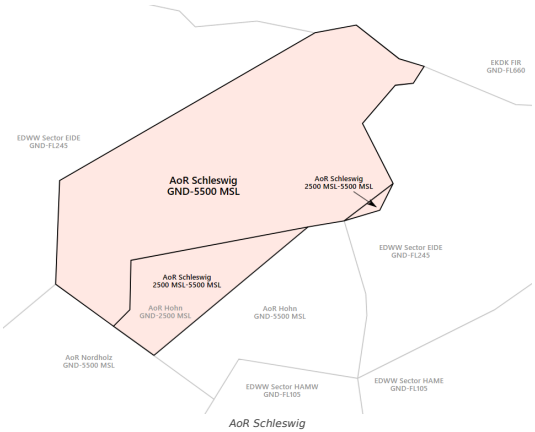 EKDK FIR
GND-FL660
EDWW Sector EIDE
GND-FL245
AoR Schleswig
GND-5500 MSL
AoR Schleswig
2500 MSL-5500 MSL
EDWW Sector EIDE
GND-FL245
AoR Schleswig
2500 MSL-5500 MSL
AoR Hohn
GND-2500 MSL
AoR Hohn
GND-5500 MSL
AoR Nordholz
GND-5500 MSL
EDWW Sector HAMW
GND-FL105
EDWW Sector HAME
GND-FL105
AoR Schleswig